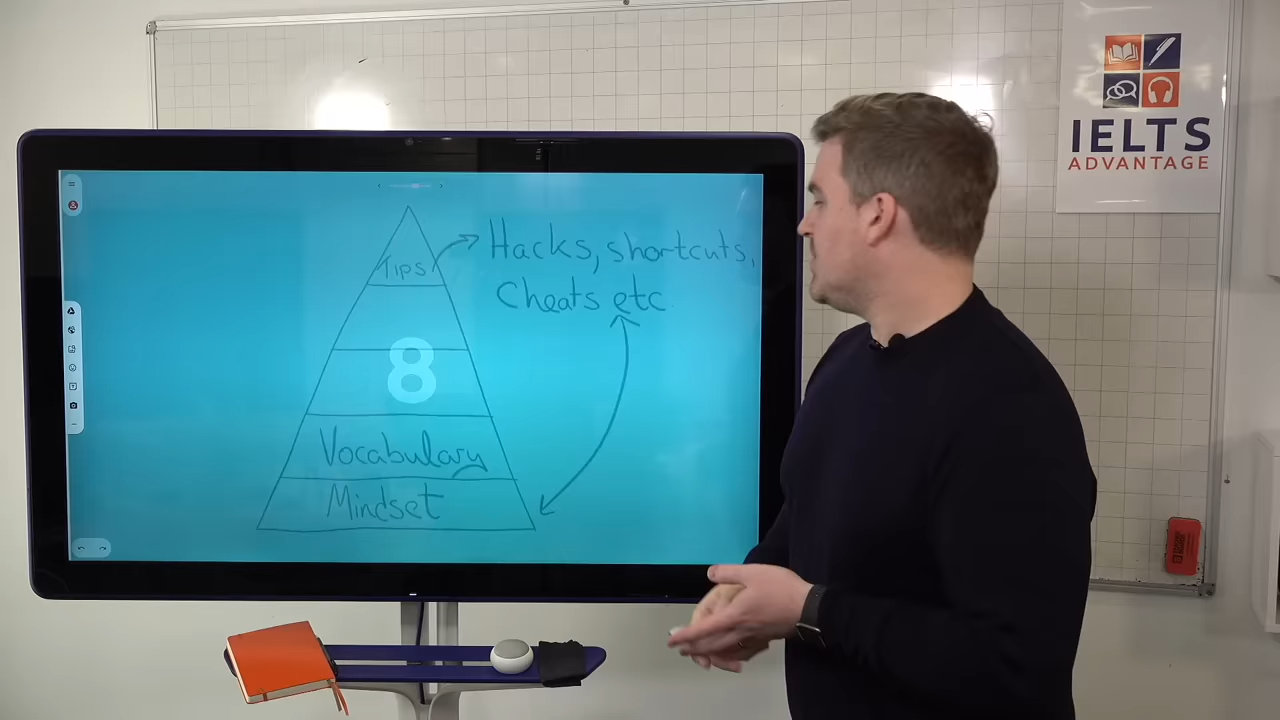 Tips
Hacks, shortcuts,
Cheats etc.
8
Vocabulary
Mindset
IELTS
ADVANTAGE